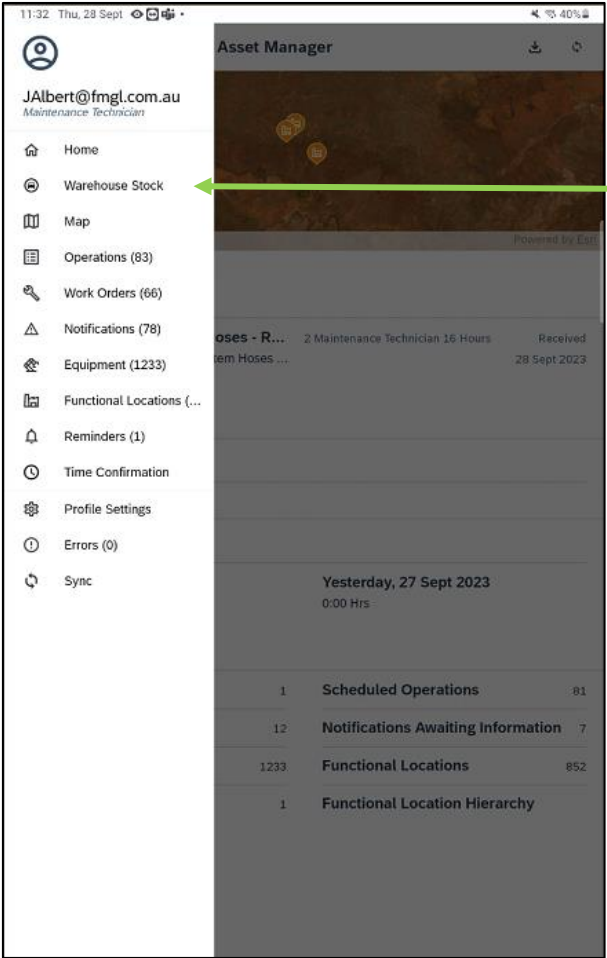 11:32 Thu, 28 Sept
40%
Asset Manager
JAlbert@fmgl.com.au
Maintenance Technician
Home
Warehouse Stock
Map
Operations (83)
Work Orders (66)
Notifications (78)
Equipment (1233)
Functional Locations (...
Reminders (1)
Time Confirmation
Profile Settings
Errors (0)
Sync
Powered by Esri
oses - R... 2 Maintenance Technician 16 Hours Received
tem Hoses ... 28 Sept 2023
Yesterday, 27 Sept 2023
0:00 Hrs
1 Scheduled Operations 81
12 Notifications Awaiting Information 7
1233 Functional Locations 852
1 Functional Location Hierarchy